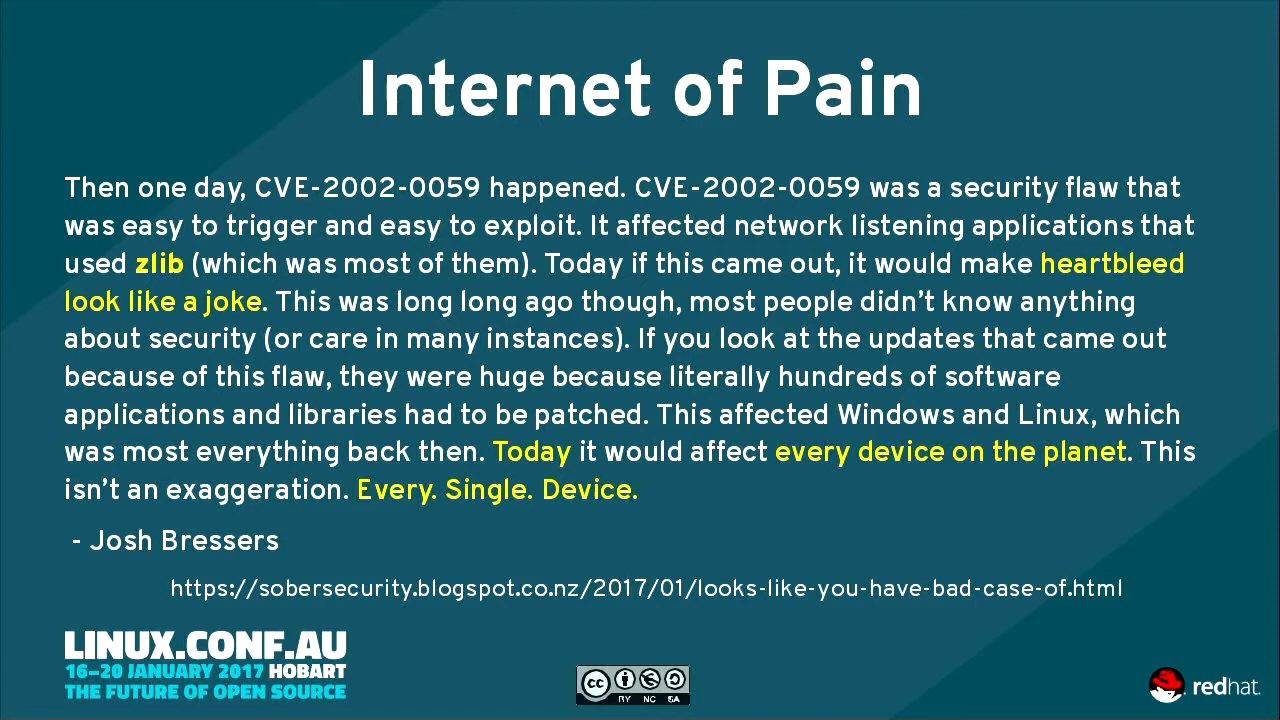 Internet of Pain
Then one day, CVE-2002-0059 happened. CVE-2002-0059 was a security flaw that
was easy to trigger and easy to exploit. It affected network listening applications that
used zlib (which was most of them). Today if this came out, it would make heartbleed
look like a joke. This was long long ago though, most people didn't know anything
about security (or care in many instances). If you look at the updates that came out
because of this flaw, they were huge because literally hundreds of software
applications and libraries had to be patched. This affected Windows and Linux, which
was most everything back then. Today it would affect every device on the planet. This
isn't an exaggeration. Every. Single. Device.
- Josh Bressers
https://sobersecurity.blogspot.co.nz/2017/01/looks-like-you-have-bad-case-of.html
LINUX.CONF.AU
16–20 JANUARY 2017 HOBART
THE FUTURE OF OPEN SOURCE
cc
BY NC SA
redhat.